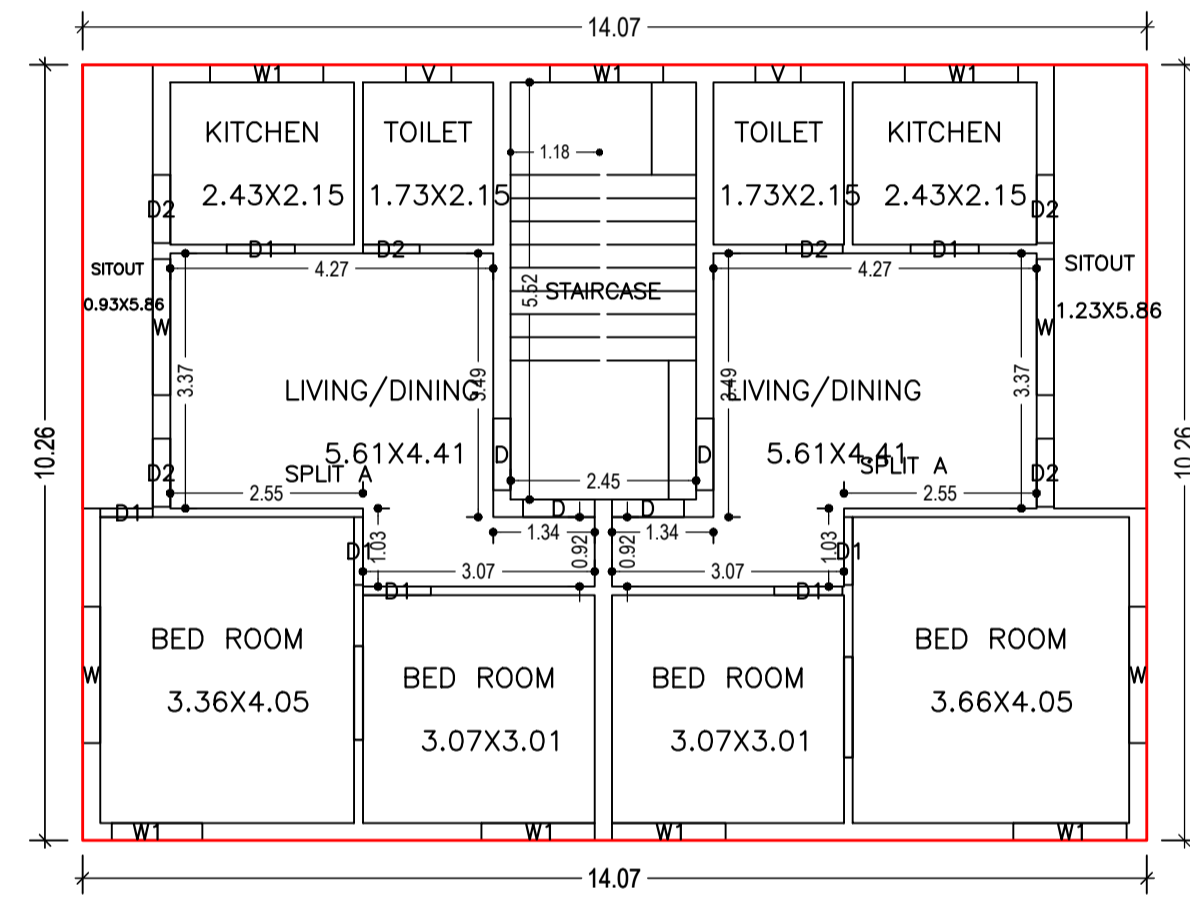 14.07
W1
V
W1
V
W1
KITCHEN
TOILET
TOILET
KITCHEN
1.18
2.43X2.15
1.73X2.15
1.73X2.15
2.43X2.15
D2
D2
D1
D2
D2
D1
SITOUT
4.27
4.27
SITOUT
0.93X5.86
5.52
STAIRCASE
1.23X5.86
W
W
3.37
3.49
3.49
3.37
LIVING/DINING
LIVING/DINING
10.26
10.26
5.61X4.41
D
D
5.61X4.41
D2
SPLIT A
SPLIT A
D2
2.55
2.45
2.55
D1
D
D
1.34
1.34
D1
1.03
0.92
0.92
1.03
D1
3.07
3.07
D1
D1
BED ROOM
BED ROOM
BED ROOM
BED ROOM
W
W
3.36X4.05
3.66X4.05
3.07X3.01
3.07X3.01
W1
W1
W1
W1
14.07